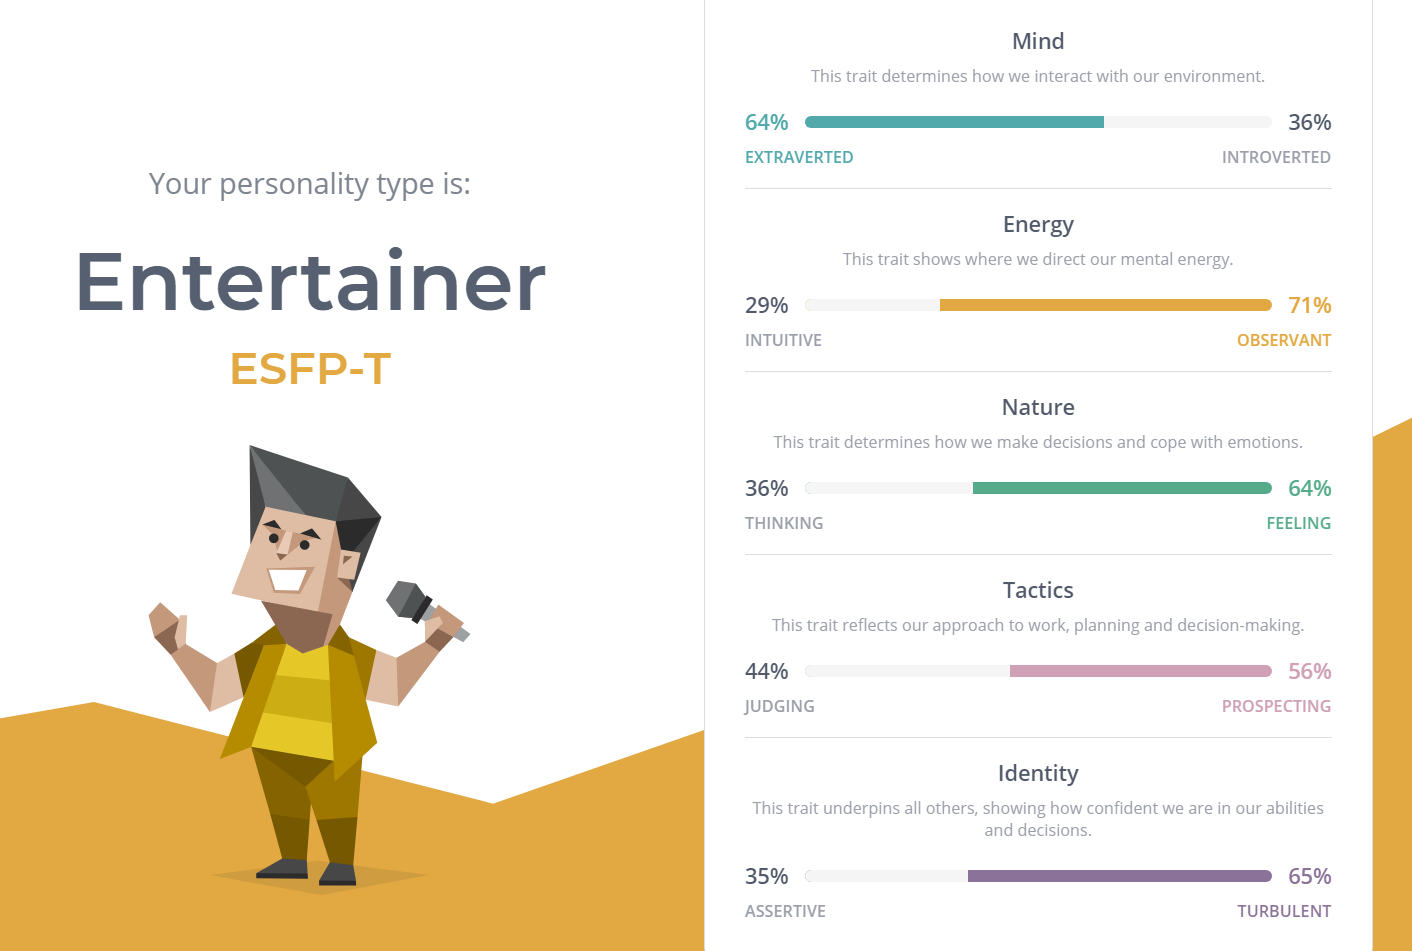 Your personality type is:
Entertainer
ESFP-T
Mind
This trait determines how we interact with our environment.
64% 36%
EXTRAVERTED INTROVERTED
Energy
This trait shows where we direct our mental energy.
29% 71%
INTUITIVE OBSERVANT
Nature
This trait determines how we make decisions and cope with emotions.
36% 64%
THINKING FEELING
Tactics
This trait reflects our approach to work, planning and decision-making.
44% 56%
JUDGING PROSPECTING
Identity
This trait underpins all others, showing how confident we are in our abilities
and decisions.
35% 65%
ASSERTIVE TURBULENT